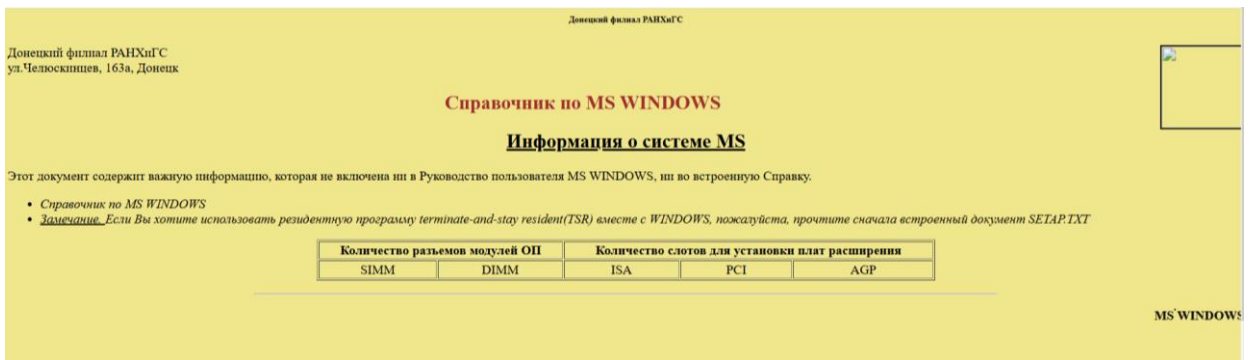 Донецкий филиал РАНХиГС
Донецкий филиал РАНХиГС
ул.Челюскинцев, 163а, Донецк
Справочник по MS WINDOWS
Информация о системе MS
Этот документ содержит важную информацию, которая не включена ни в Руководство пользователя MS WINDOWS, ни во встроенную Справку.
Справочник по MS WINDOWS
Замечание. Если Вы хотите использовать резидентную программу terminate-and-stay resident(TSR) вместе с WINDOWS, пожалуйста, прочтите сначала встроенный документ SETAP.TXT
Количество разъемов модулей ОП Количество слотов для установки плат расширения
SIMM DIMM ISA PCI AGP
MS WINDOWS